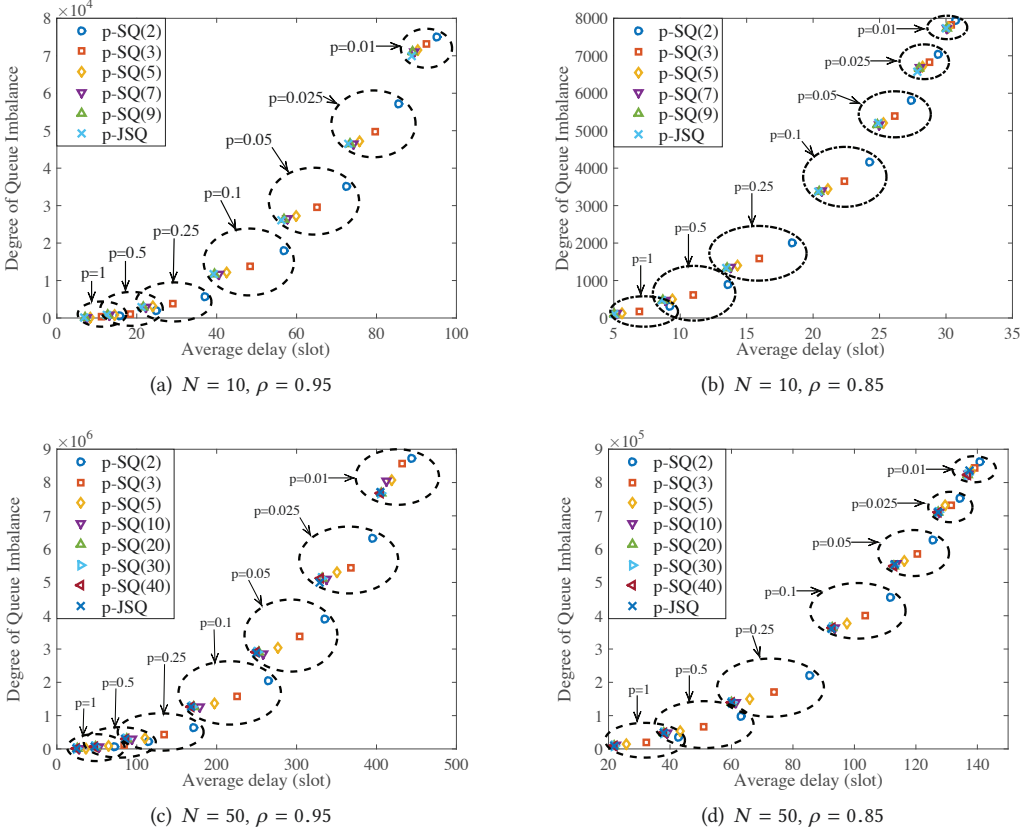 ×10⁴
8
7
6
5
4
3
2
1
0
Degree of Queue Imbalance
p-SQ(2)
p-SQ(3)
p-SQ(5)
p-SQ(7)
p-SQ(9)
p-JSQ
p=0.01
p=0.025
p=0.05
p=0.1
p=0.25
p=0.5
p=1
0 20 40 60 80 100
Average delay (slot)
(a) N = 10, ρ = 0.95
8000
7000
6000
5000
4000
3000
2000
1000
0
Degree of Queue Imbalance
p-SQ(2)
p-SQ(3)
p-SQ(5)
p-SQ(7)
p-SQ(9)
p-JSQ
p=0.01
p=0.025
p=0.05
p=0.1
p=0.25
p=0.5
p=1
5 10 15 20 25 30 35
Average delay (slot)
(b) N = 10, ρ = 0.85
×10⁶
9
8
7
6
5
4
3
2
1
0
Degree of Queue Imbalance
p-SQ(2)
p-SQ(3)
p-SQ(5)
p-SQ(10)
p-SQ(20)
p-SQ(30)
p-SQ(40)
p-JSQ
p=0.01
p=0.025
p=0.05
p=0.1
p=0.25
p=0.5
p=1
0 100 200 300 400 500
Average delay (slot)
(c) N = 50, ρ = 0.95
×10⁵
9
8
7
6
5
4
3
2
1
0
Degree of Queue Imbalance
p-SQ(2)
p-SQ(3)
p-SQ(5)
p-SQ(10)
p-SQ(20)
p-SQ(30)
p-SQ(40)
p-JSQ
p=0.01
p=0.025
p=0.05
p=0.1
p=0.25
p=0.5
p=1
20 40 60 80 100 120 140
Average delay (slot)
(d) N = 50, ρ = 0.85